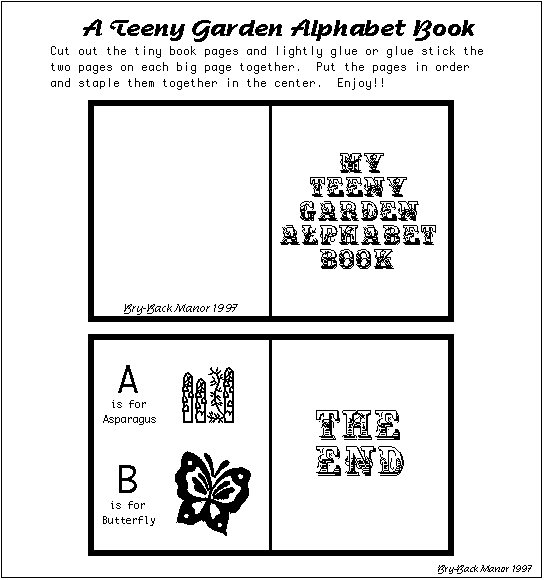 A Teeny Garden Alphabet Book
Cut out the tiny book pages and lightly glue or glue stick the
two pages on each big page together.  Put the pages in order
and staple them together in the center.  Enjoy!!
MY
TEENY
GARDEN
ALPHABET
BOOK
Bry-Back Manor 1997
A
is for
Asparagus
B
is for
Butterfly
THE
END
Bry-Back Manor 1997